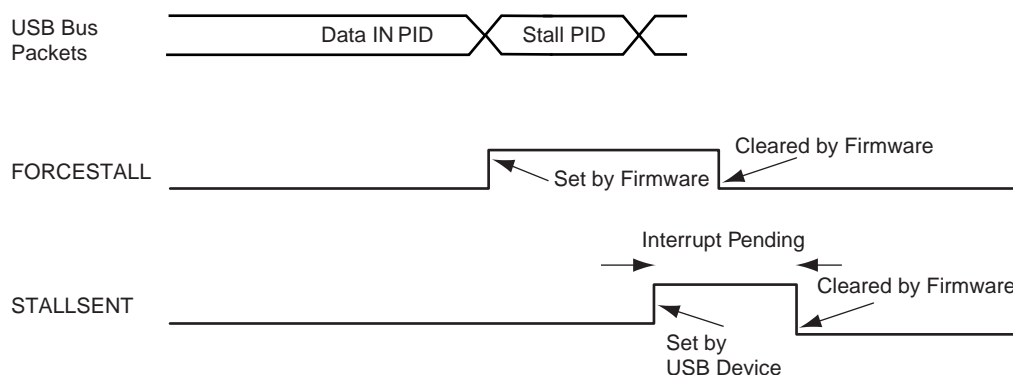 USB Bus
Packets
Data IN PID
Stall PID
FORCESTALL
Set by Firmware
Cleared by Firmware
Interrupt Pending
STALLSENT
Cleared by Firmware
Set by
USB Device